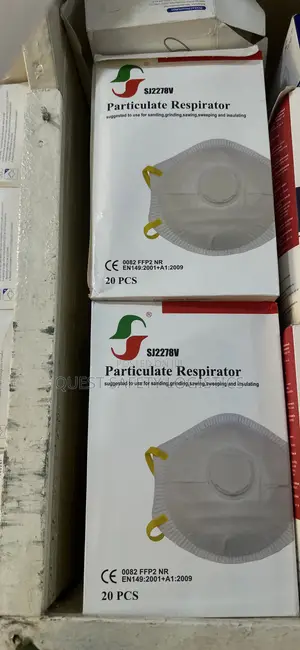 SJ2278V
Particulate Respirator
suggested to use for sanding,grinding,sawing,sweeping and insulating
CE 0082 FFP2 NR
EN149:2001+A1:2009
20 PCS
®
SJ2278V
Particulate Respirator
suggested to use for sanding,grinding,sawing,sweeping and insulating
CE 0082 FFP2 NR
EN149:2001+A1:2009
20 PCS